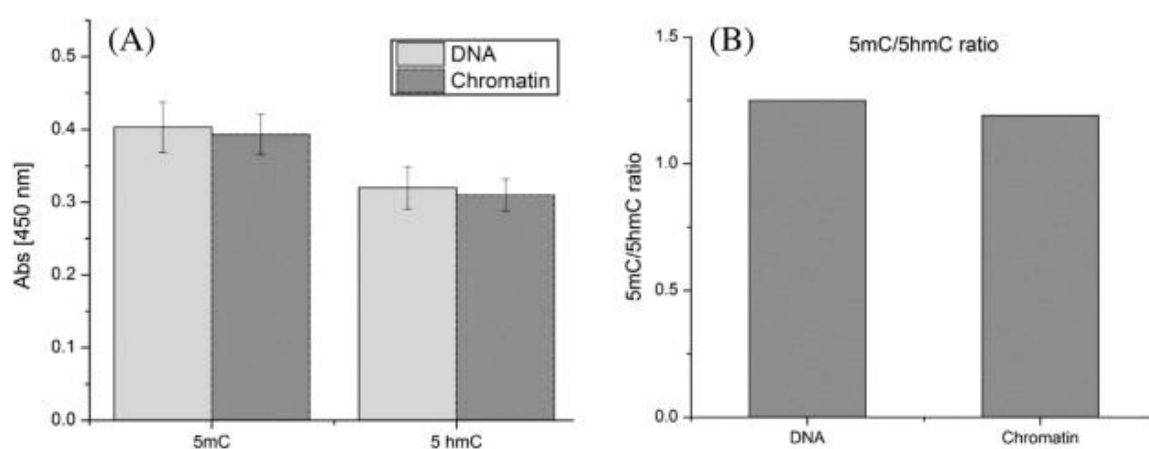 (A)
DNA
Chromatin
Abs [450 nm]
0.5
0.4
0.3
0.2
0.1
0.0
5mC
5 hmC
(B)
5mC/5hmC ratio
5mC/5hmC ratio
1.5
1.0
0.5
0.0
DNA
Chromatin